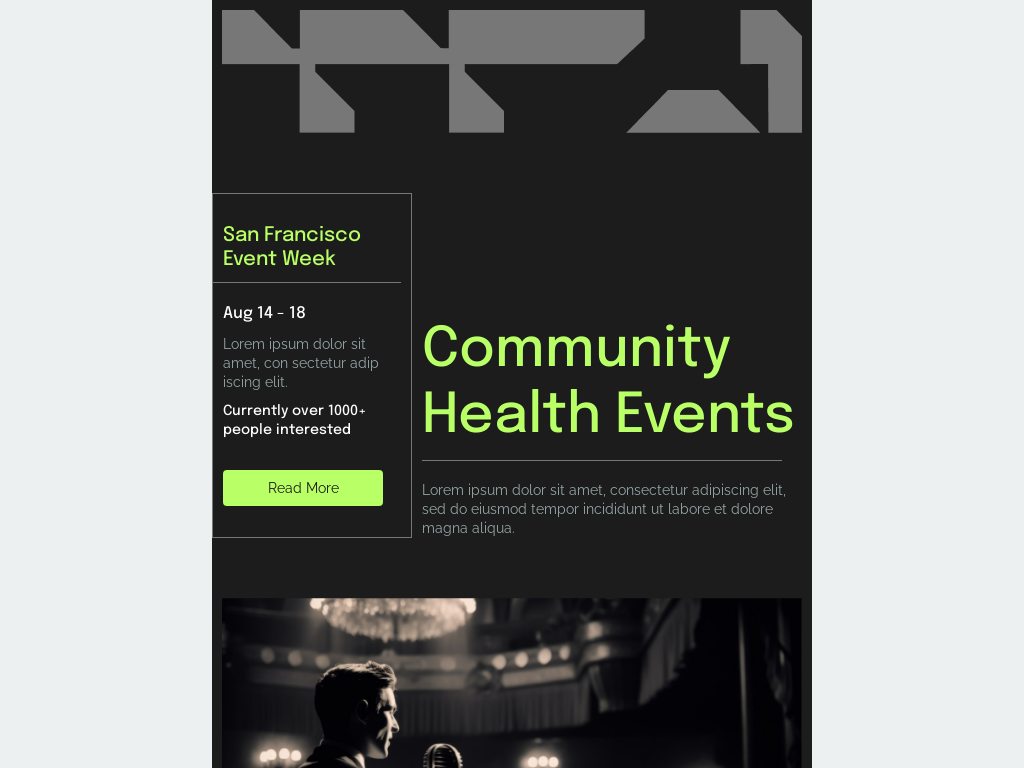 San Francisco
Event Week
Aug 14 - 18
Lorem ipsum dolor sit
amet, con sectetur adip
iscing elit.
Currently over 1000+
people interested
Read More
Community
Health Events
Lorem ipsum dolor sit amet, consectetur adipiscing elit,
sed do eiusmod tempor incididunt ut labore et dolore
magna aliqua.